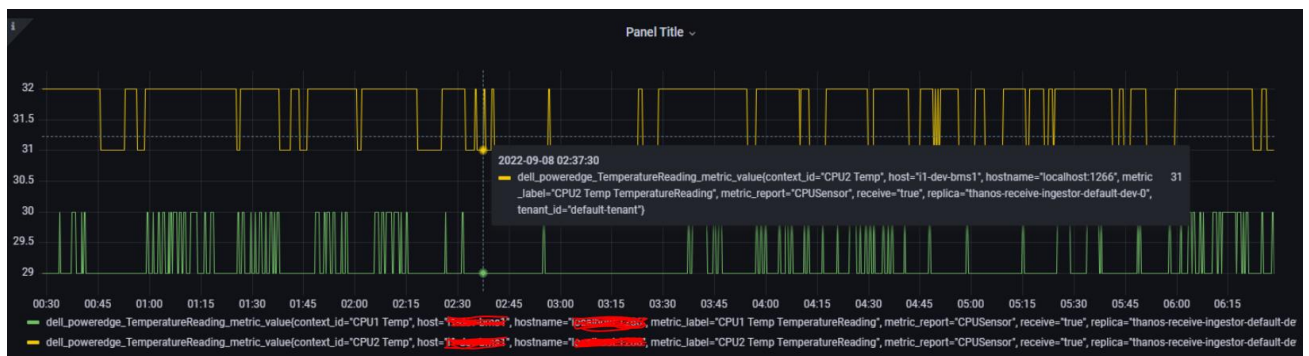 i
Panel Title
32
31.5
31
30.5
30
29.5
29
2022-09-08 02:37:30
dell_poweredge_TemperatureReading_metric_value{context_id="CPU2 Temp", host="i1-dev-bms1", hostname="localhost:1266", metric 31
_label="CPU2 Temp TemperatureReading", metric_report="CPUSensor", receive="true", replica="thanos-receive-ingestor-default-dev-0",
tenant_id="default-tenant"}
00:30 00:45 01:00 01:15 01:30 01:45 02:00 02:15 02:30 02:45 03:00 03:15 03:30 03:45 04:00 04:15 04:30 04:45 05:00 05:15 05:30 05:45 06:00 06:15
dell_poweredge_TemperatureReading_metric_value{context_id="CPU1 Temp", host=" hostname=" metric_label="CPU1 Temp TemperatureReading", metric_report="CPUSensor", receive="true", replica="thanos-receive-ingestor-default-de
dell_poweredge_TemperatureReading_metric_value{context_id="CPU2 Temp", host=" hostname=" metric_label="CPU2 Temp TemperatureReading", metric_report="CPUSensor", receive="true", replica="thanos-receive-ingestor-default-de